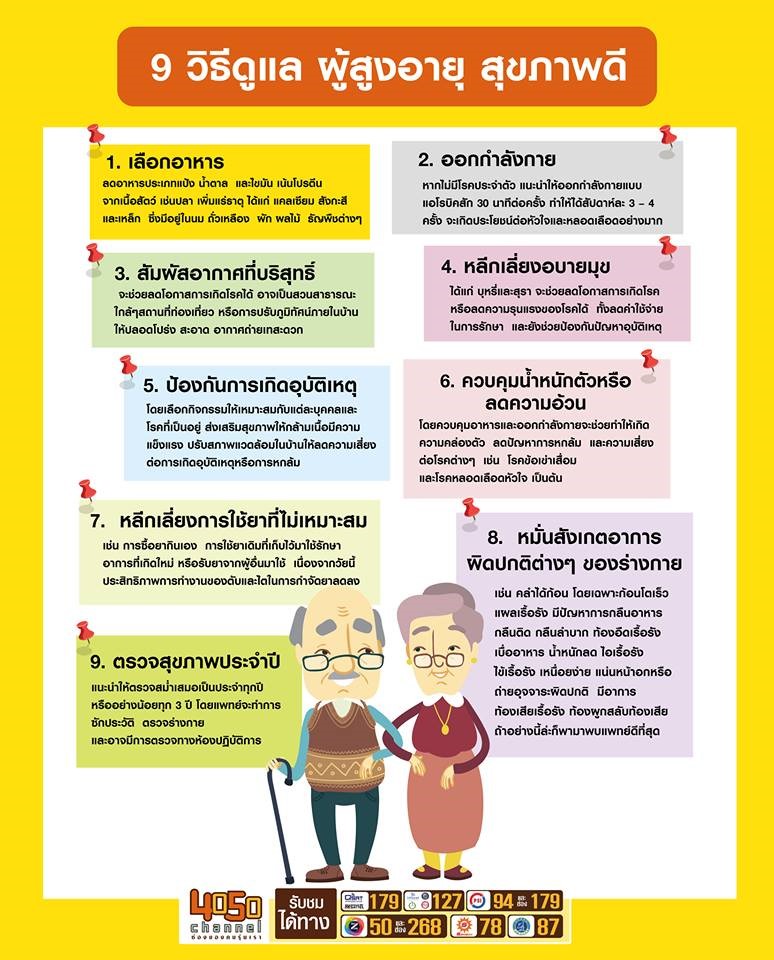 9 วิธีดูแล ผู้สูงอายุ สุขภาพดี
1. เลือกอาหาร
ลดอาหารประเภทแป้ง น้ำตาล และไขมัน เน้นโปรตีน
จากเนื้อสัตว์ เช่นปลา เพิ่มแร่ธาตุ ได้แก่ แคลเซียม สังกะสี
และเหล็ก ซึ่งมีอยู่ในนม ถั่วเหลือง ผัก ผลไม้ ธัญพืชต่างๆ
2. ออกกำลังกาย
หากไม่มีโรคประจำตัว แนะนำให้ออกกำลังกายแบบ
แอโรบิคสัก 30 นาทีต่อครั้ง ทำให้ได้สัปดาห์ละ 3 - 4
ครั้ง จะเกิดประโยชน์ต่อหัวใจและหลอดเลือดอย่างมาก
3. สัมผัสอากาศที่บริสุทธิ์
จะช่วยลดโอกาสการเกิดโรคได้ อาจเป็นสวนสาธารณะ
ใกล้ๆสถานที่ท่องเที่ยว หรือการปรับภูมิทัศน์ภายในบ้าน
ให้ปลอดโปร่ง สะอาด อากาศถ่ายเทสะดวก
4. หลีกเลี่ยงอบายมุข
ได้แก่ บุหรี่และสุรา จะช่วยลดโอกาสการเกิดโรค
หรือลดความรุนแรงของโรคได้ ทั้งลดค่าใช้จ่าย
ในการรักษา และยังช่วยป้องกันปัญหาอุบัติเหตุ
5. ป้องกันการเกิดอุบัติเหตุ
โดยเลือกกิจกรรมให้เหมาะสมกับแต่ละบุคคลและ
โรคที่เป็นอยู่ ส่งเสริมสุขภาพให้กล้ามเนื้อมีความ
แข็งแรง ปรับสภาพแวดล้อมในบ้านให้ลดความเสี่ยง
ต่อการเกิดอุบัติเหตุหรือการหกล้ม
6. ควบคุมน้ำหนักตัวหรือ
ลดความอ้วน
โดยควบคุมอาหารและออกกำลังกายจะช่วยทำให้เกิด
ความคล่องตัว ลดปัญหาการหกล้ม และความเสี่ยง
ต่อโรคต่างๆ เช่น โรคข้อเข่าเสื่อม
และโรคหลอดเลือดหัวใจ เป็นต้น
7. หลีกเลี่ยงการใช้ยาที่ไม่เหมาะสม
เช่น การซื้อยากินเอง การใช้ยาเดิมที่เก็บไว้มาใช้รักษา
อาการที่เกิดใหม่ หรือรับยาจากผู้อื่นมาใช้ เนื่องจากวัยนี้
ประสิทธิภาพการทำงานของตับและไตในการกำจัดยาลดลง
8. หมั่นสังเกตอาการ
ผิดปกติต่างๆ ของร่างกาย
เช่น คลำได้ก้อน โดยเฉพาะก้อนโตเร็ว
แผลเรื้อรัง มีปัญหาการกลืนอาหาร
กลืนติด กลืนลำบาก ท้องอืดเรื้อรัง
เบื่ออาหาร น้ำหนักลด ไอเรื้อรัง
ไข้เรื้อรัง เหนื่อยง่าย แน่นหน้าอกหรือ
ถ่ายอุจจาระผิดปกติ มีอาการ
ท้องเสียเรื้อรัง ท้องผูกสลับท้องเสีย
ถ้าอย่างนี้ล่ะก็พามาพบแพทย์ดีที่สุด
9. ตรวจสุขภาพประจำปี
แนะนำให้ตรวจสม่ำเสมอเป็นประจำทุกปี
หรืออย่างน้อยทุก 3 ปี โดยแพทย์จะทำการ
ซักประวัติ ตรวจร่างกาย
และอาจมีการตรวจทางห้องปฏิบัติการ
4050
channel
ช่องของคนรุ่นเรา
รับชม
ได้ทาง
179 127 PSI 94 และช่อง 179
Z 50 และช่อง 268 78 87